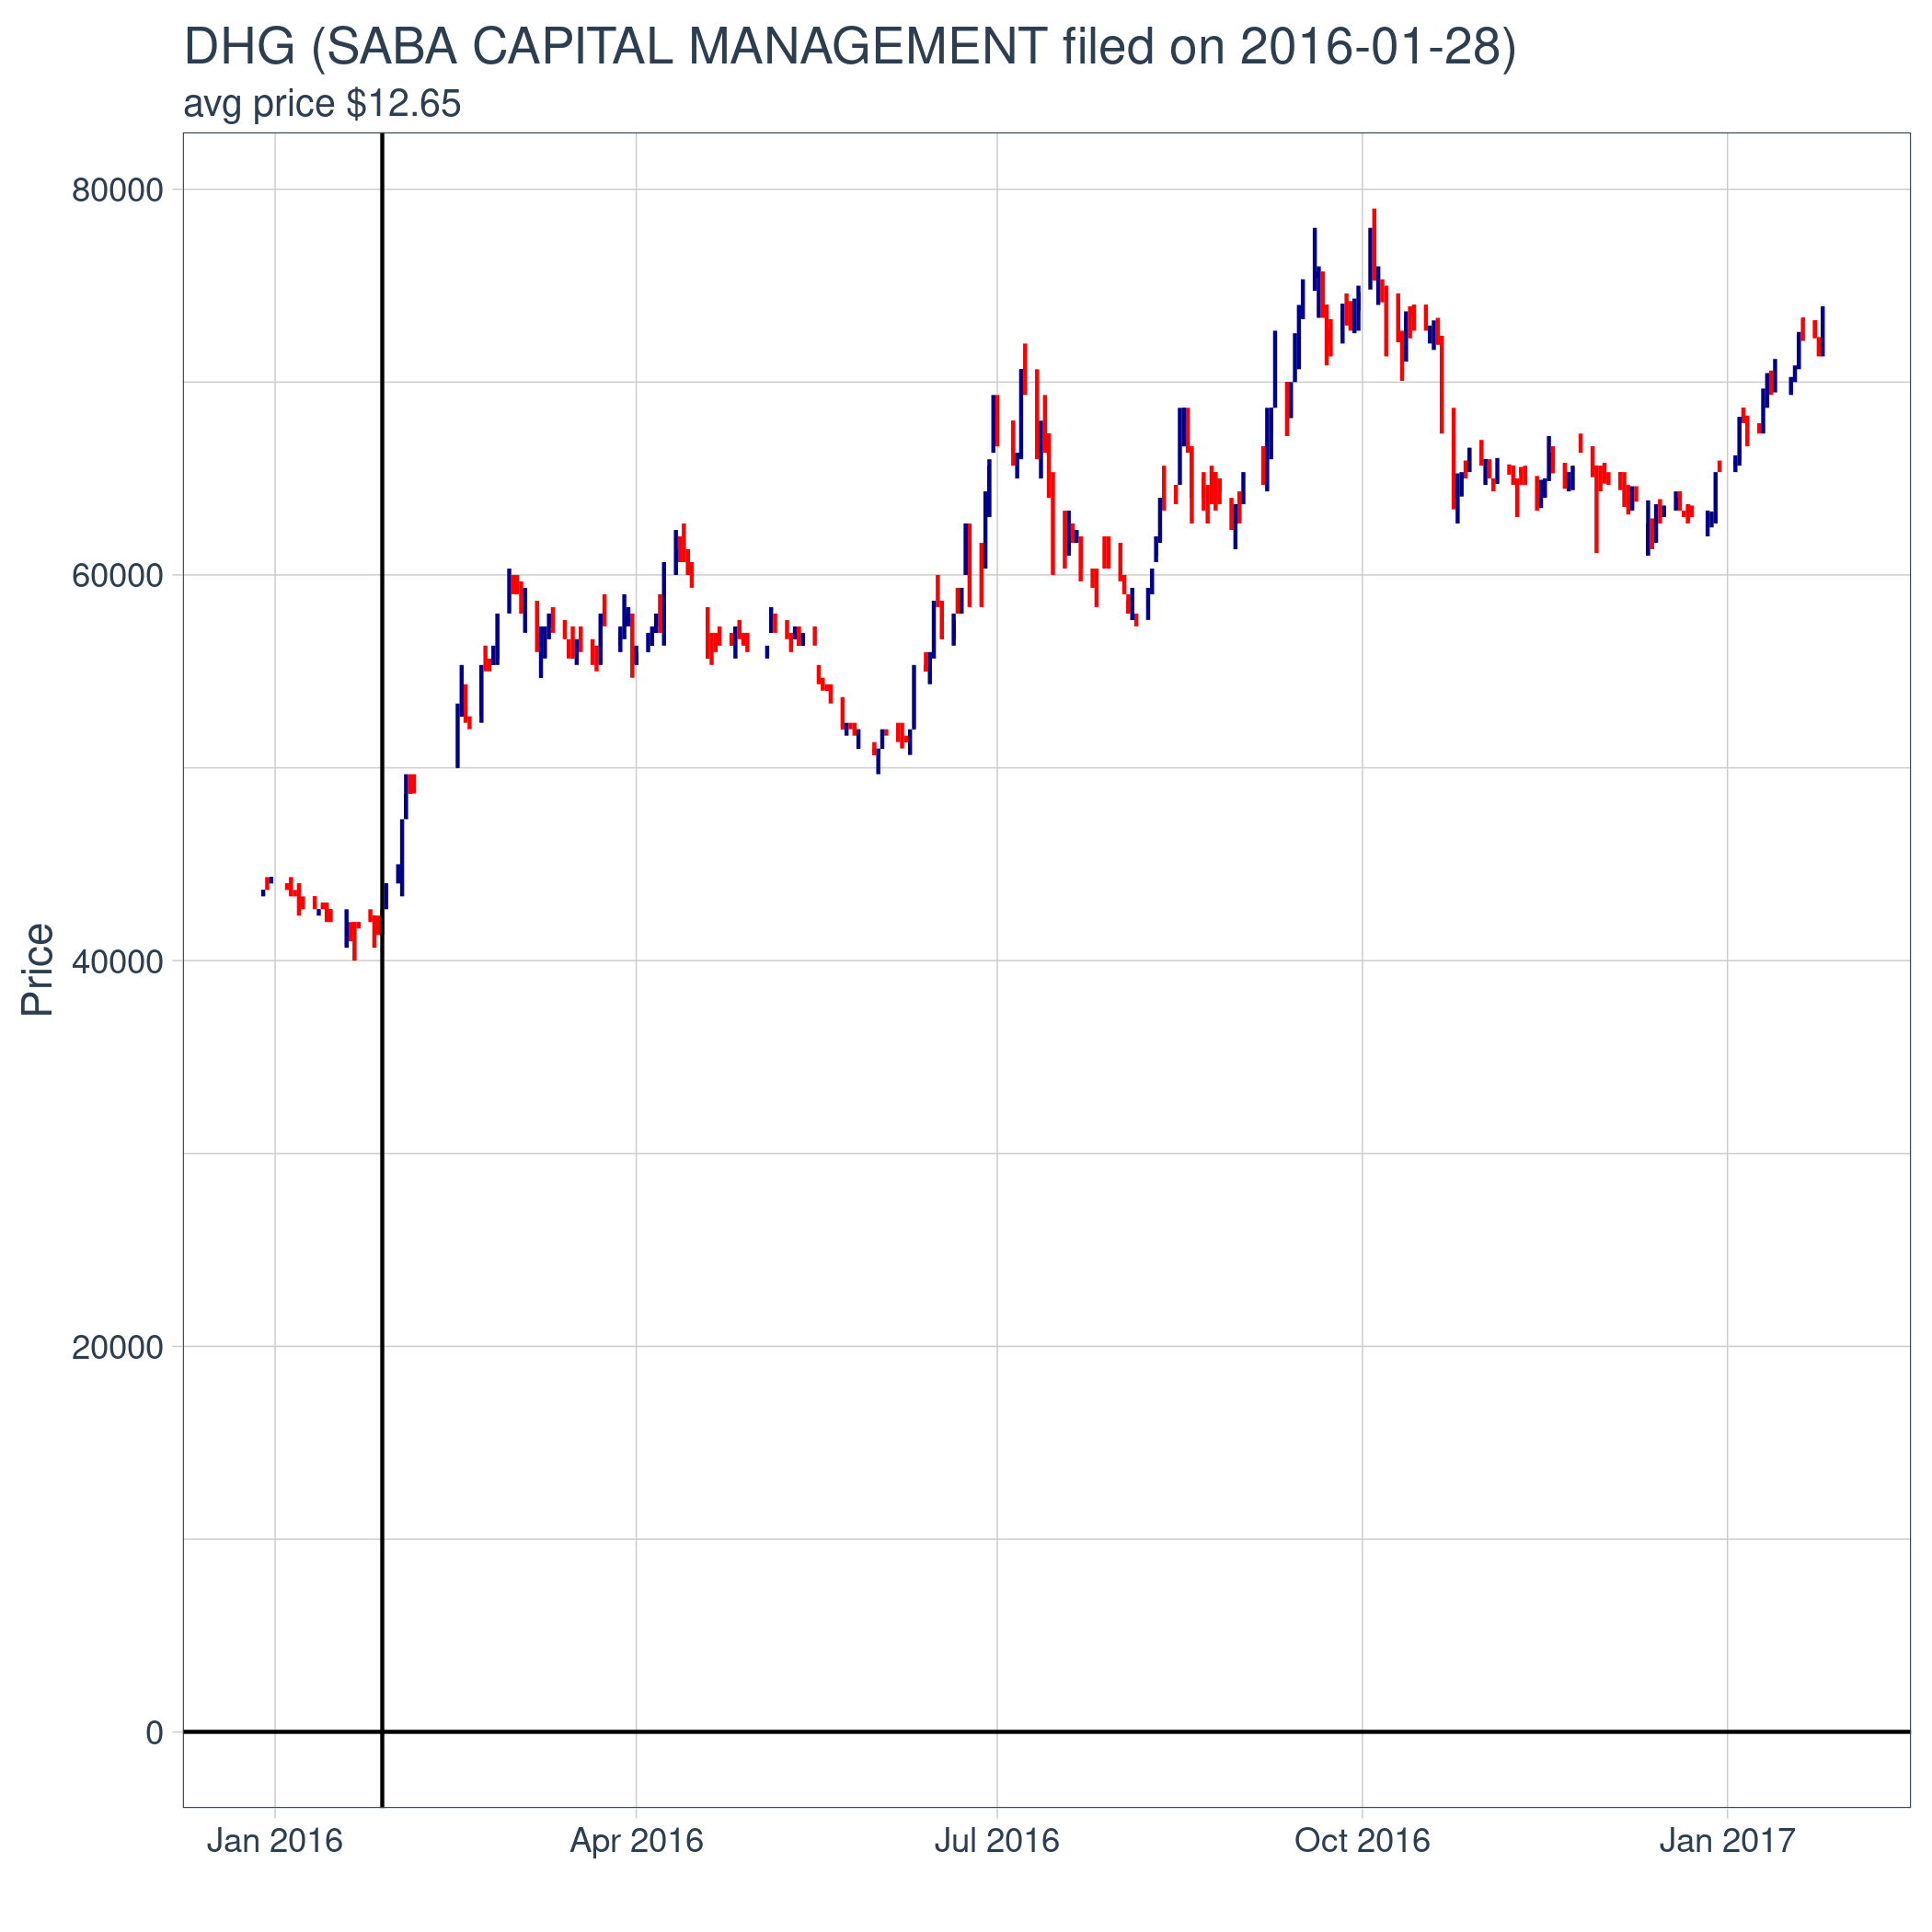 DHG (SABA CAPITAL MANAGEMENT filed on 2016-01-28)
avg price $12.65
Price
80000
60000
40000
20000
0
Jan 2016 Apr 2016 Jul 2016 Oct 2016 Jan 2017